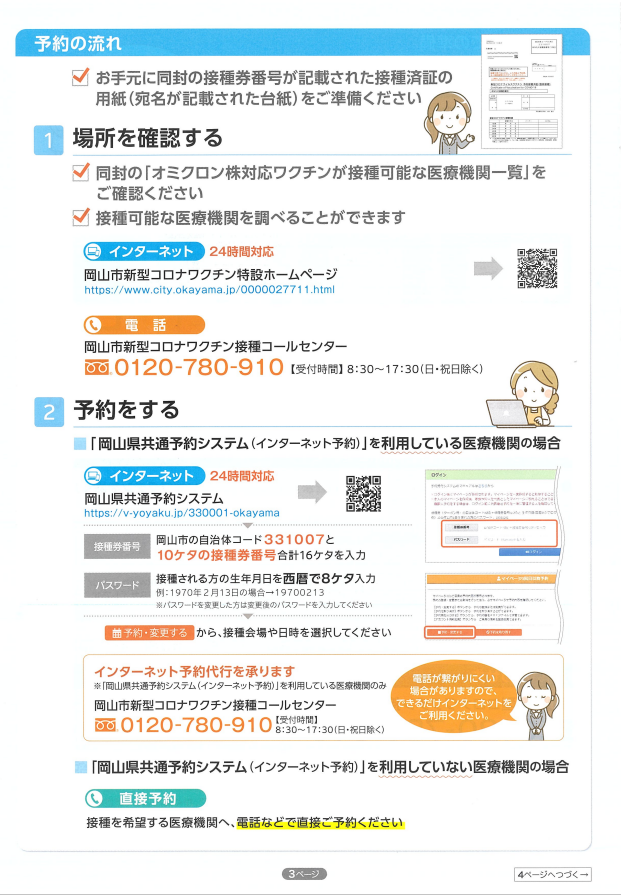 予約の流れ
お手元に同封の接種券番号が記載された接種済証の
用紙(宛名が記載された台紙)をご準備ください
1 場所を確認する
同封の「オミクロン株対応ワクチンが接種可能な医療機関一覧」を
ご確認ください
接種可能な医療機関を調べることができます
インターネット 24時間対応
岡山市新型コロナワクチン特設ホームページ
https://www.city.okayama.jp/0000027711.html
電話
岡山市新型コロナワクチン接種コールセンター
0120-780-910【受付時間】8:30〜17:30(日・祝日除く)
2 予約をする
「岡山県共通予約システム(インターネット予約)」を利用している医療機関の場合
インターネット 24時間対応
岡山県共通予約システム
https://v-yoyaku.jp/330001-okayama
接種券番号
岡山市の自治体コード331007と
10ケタの接種券番号合計16ケタを入力
パスワード
接種される方の生年月日を西暦で8ケタ入力
例:1970年2月13日の場合→19700213
※パスワードを変更した方は変更後のパスワードを入力してください
予約・変更する から、接種会場や日時を選択してください
ログイン
接種券番号
パスワード
インターネット予約代行を承ります
※「岡山県共通予約システム(インターネット予約)」を利用している医療機関のみ
岡山市新型コロナワクチン接種コールセンター
0120-780-910
【受付時間】
8:30〜17:30(日・祝日除く)
電話が繋がりにくい
場合がありますので、
できるだけインターネットを
ご利用ください。
「岡山県共通予約システム(インターネット予約)」を利用していない医療機関の場合
直接予約
接種を希望する医療機関へ、電話などで直接ご予約ください
3ページ
4ページへつづく→